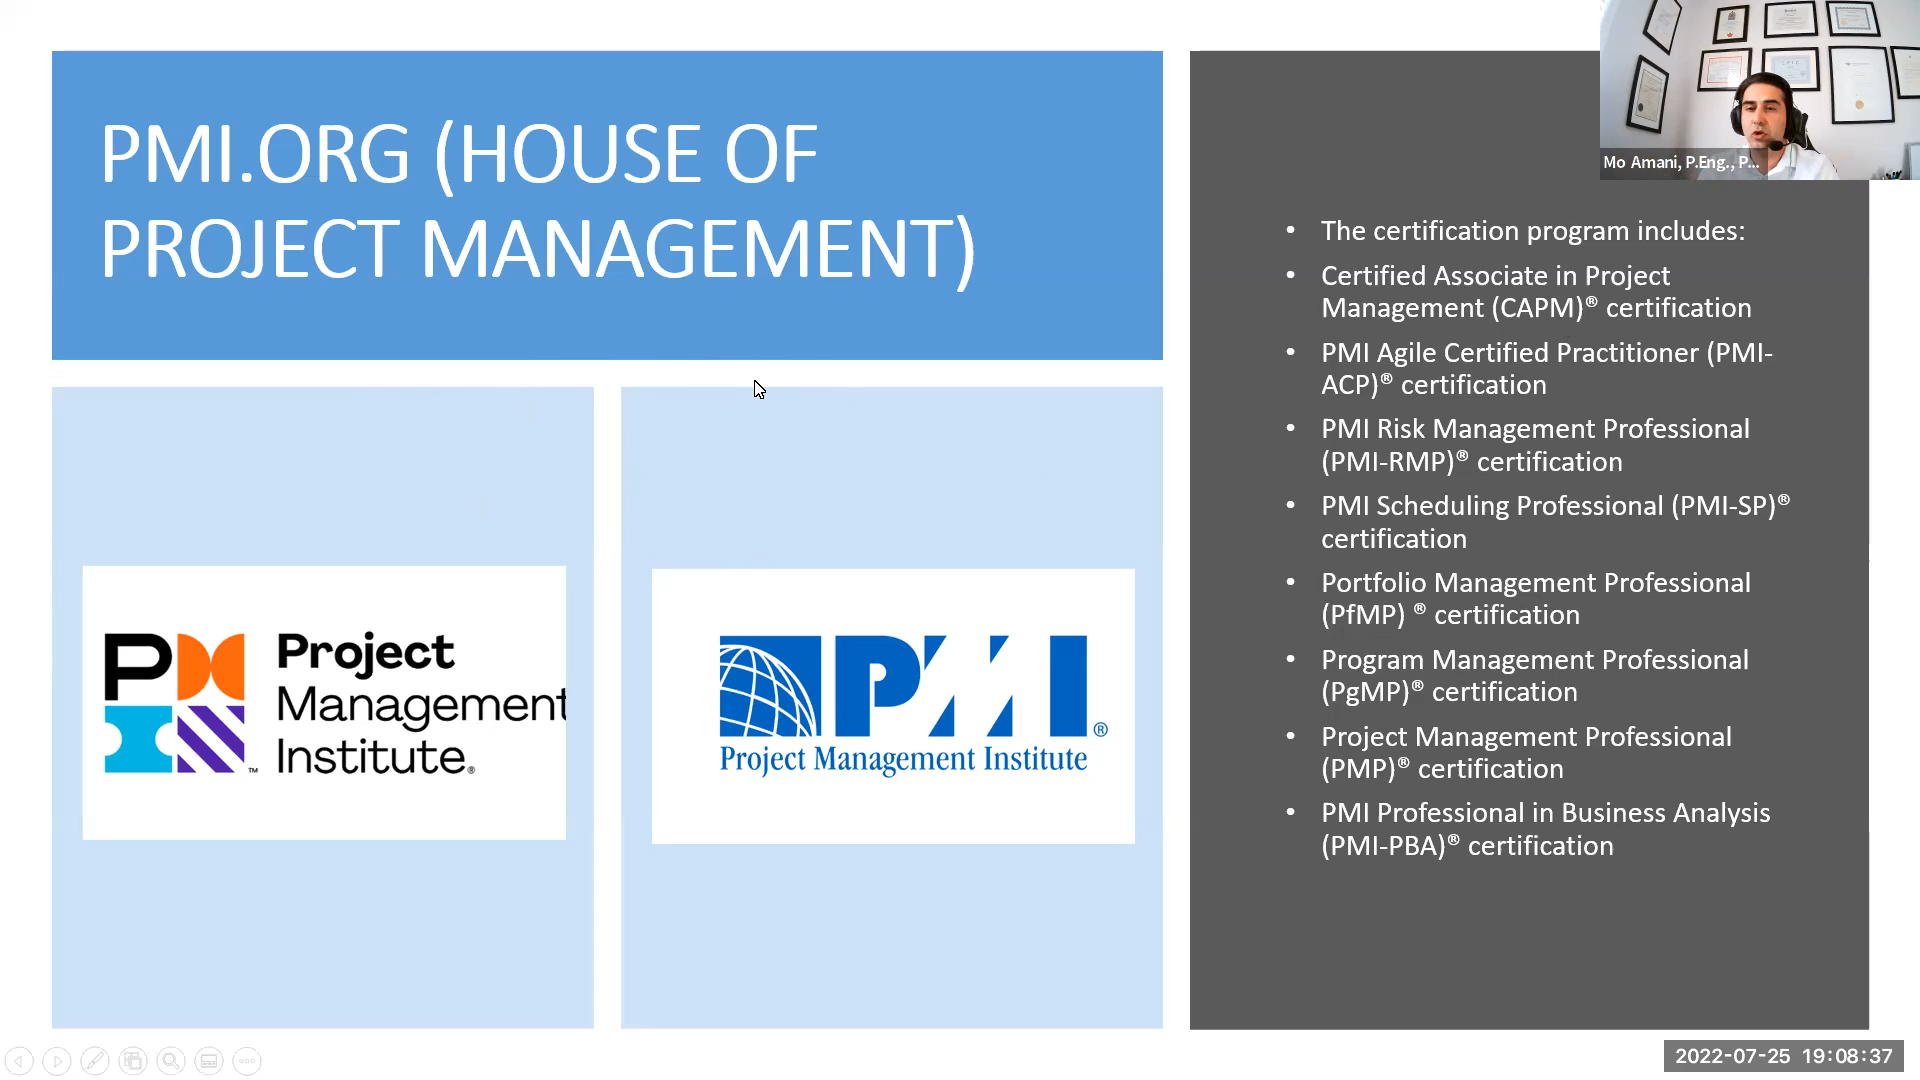 PMI.ORG (HOUSE OF
PROJECT MANAGEMENT)
Mo Amani, P.Eng., P...
• The certification program includes:
• Certified Associate in Project
Management (CAPM)® certification
• PMI Agile Certified Practitioner (PMI-
ACP)® certification
• PMI Risk Management Professional
(PMI-RMP)® certification
• PMI Scheduling Professional (PMI-SP)®
certification
• Portfolio Management Professional
(PfMP) ® certification
• Program Management Professional
(PgMP)® certification
• Project Management Professional
(PMP)® certification
• PMI Professional in Business Analysis
(PMI-PBA)® certification
PMI™
Project
Management
Institute®
PMI®
Project Management Institute
2022-07-25 19:08:37